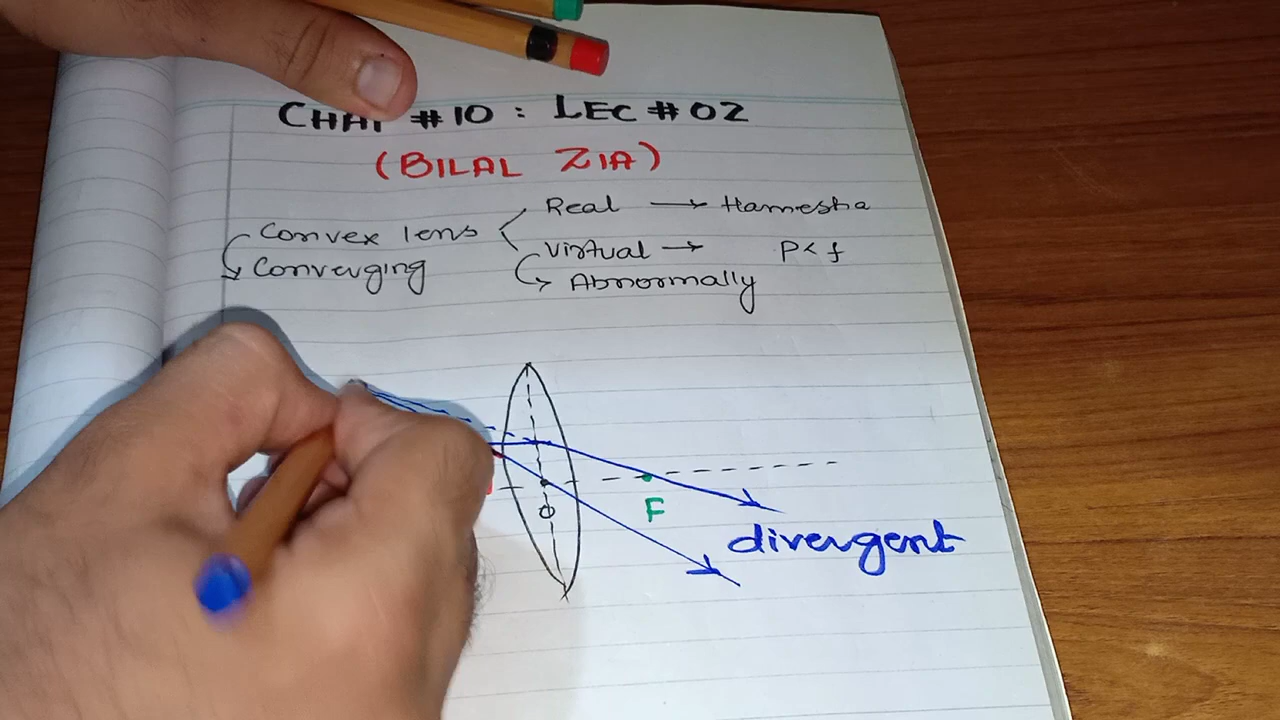 CHAP #10 : LEC #02
(BILAL ZIA)
Convex lens
Converging
Real → Hamesha
Virtual → P < f
Abnormally
F
O
divergent